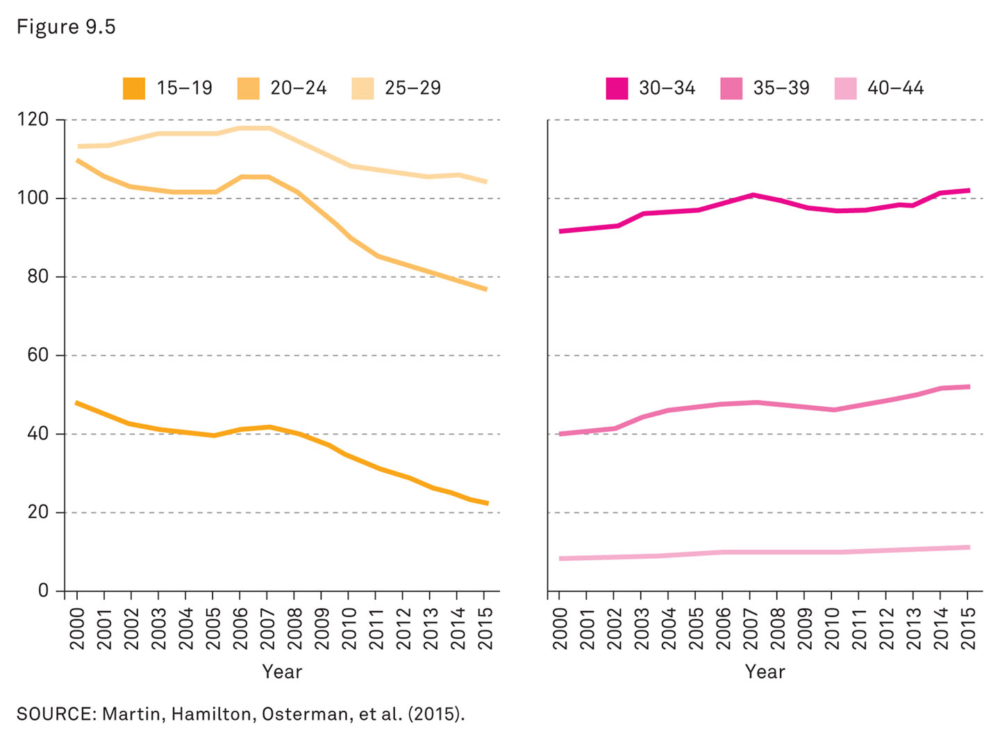 Figure 9.5
15–19 20–24 25–29
30–34 35–39 40–44
120
100
80
60
40
20
0
2000 2001 2002 2003 2004 2005 2006 2007 2008 2009 2010 2011 2012 2013 2014 2015
2000 2001 2002 2003 2004 2005 2006 2007 2008 2009 2010 2011 2012 2013 2014 2015
Year
Year
SOURCE: Martin, Hamilton, Osterman, et al. (2015).